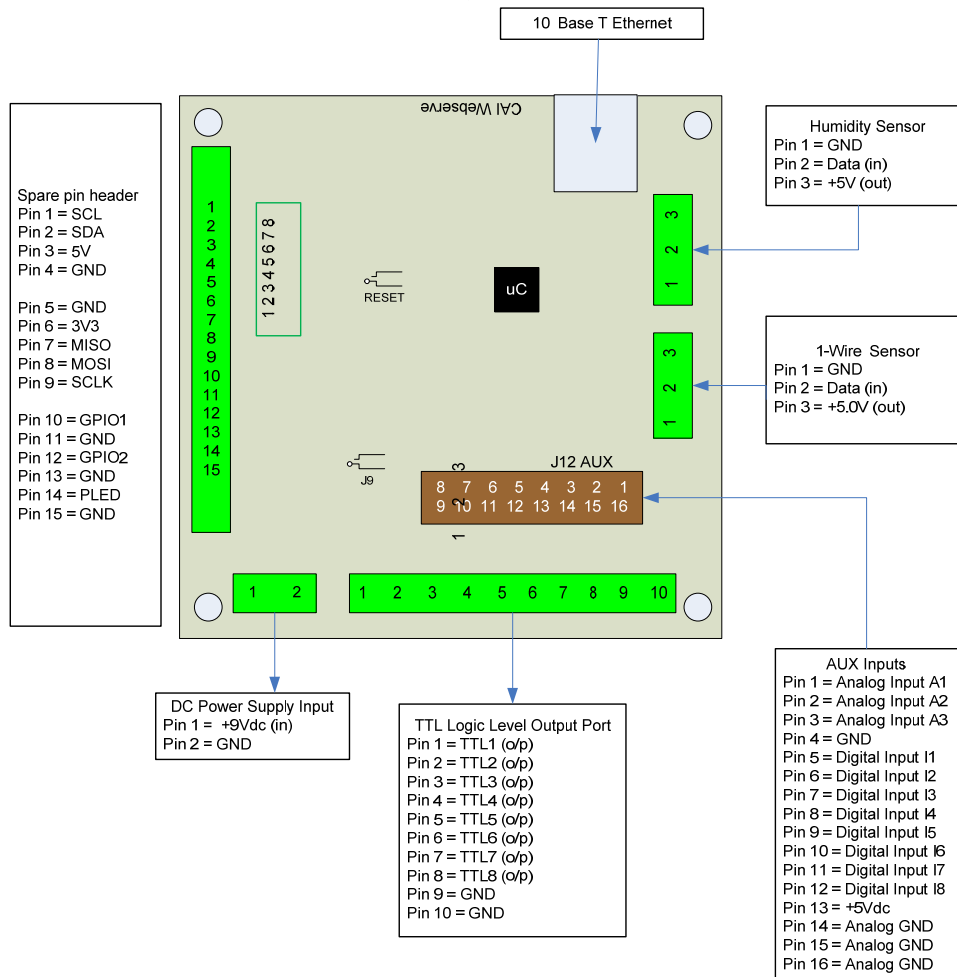 10 Base T Ethernet
CAI Webserve
Spare pin header
Pin 1 = SCL
Pin 2 = SDA
Pin 3 = 5V
Pin 4 = GND
Pin 5 = GND
Pin 6 = 3V3
Pin 7 = MISO
Pin 8 = MOSI
Pin 9 = SCLK
Pin 10 = GPIO1
Pin 11 = GND
Pin 12 = GPIO2
Pin 13 = GND
Pin 14 = PLED
Pin 15 = GND
1
2
3
4
5
6
7
8
9
10
11
12
13
14
15
1 2 3 4 5 6 7 8
RESET
uC
1 2 3
Humidity Sensor
Pin 1 = GND
Pin 2 = Data (in)
Pin 3 = +5V (out)
1 2 3
1-Wire Sensor
Pin 1 = GND
Pin 2 = Data (in)
Pin 3 = +5.0V (out)
J9
1 2 3
J12 AUX
8 7 6 5 4 3 2 1
9 10 11 12 13 14 15 16
1 2
1 2 3 4 5 6 7 8 9 10
DC Power Supply Input
Pin 1 = +9Vdc (in)
Pin 2 = GND
TTL Logic Level Output Port
Pin 1 = TTL1 (o/p)
Pin 2 = TTL2 (o/p)
Pin 3 = TTL3 (o/p)
Pin 4 = TTL4 (o/p)
Pin 5 = TTL5 (o/p)
Pin 6 = TTL6 (o/p)
Pin 7 = TTL7 (o/p)
Pin 8 = TTL8 (o/p)
Pin 9 = GND
Pin 10 = GND
AUX Inputs
Pin 1 = Analog Input A1
Pin 2 = Analog Input A2
Pin 3 = Analog Input A3
Pin 4 = GND
Pin 5 = Digital Input I1
Pin 6 = Digital Input I2
Pin 7 = Digital Input I3
Pin 8 = Digital Input I4
Pin 9 = Digital Input I5
Pin 10 = Digital Input I6
Pin 11 = Digital Input I7
Pin 12 = Digital Input I8
Pin 13 = +5Vdc
Pin 14 = Analog GND
Pin 15 = Analog GND
Pin 16 = Analog GND